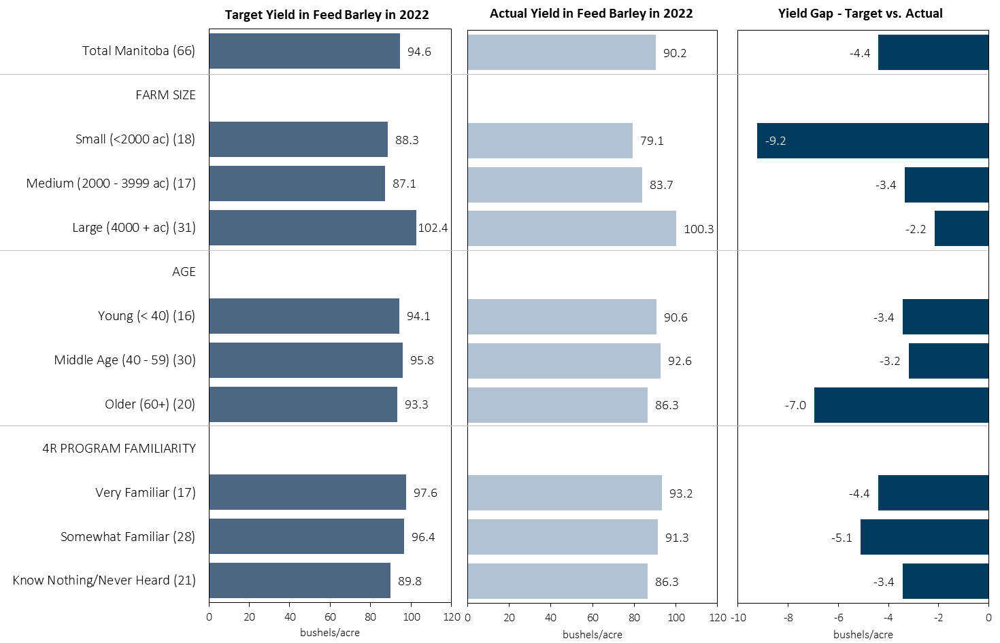 Target Yield in Feed Barley in 2022 Actual Yield in Feed Barley in 2022 Yield Gap - Target vs. Actual
Total Manitoba (66) 94.6 90.2 -4.4
FARM SIZE
Small (<2000 ac) (18) 88.3 79.1 -9.2
Medium (2000 - 3999 ac) (17) 87.1 83.7 -3.4
Large (4000 + ac) (31) 102.4 100.3 -2.2
AGE
Young (< 40) (16) 94.1 90.6 -3.4
Middle Age (40 - 59) (30) 95.8 92.6 -3.2
Older (60+) (20) 93.3 86.3 -7.0
4R PROGRAM FAMILIARITY
Very Familiar (17) 97.6 93.2 -4.4
Somewhat Familiar (28) 96.4 91.3 -5.1
Know Nothing/Never Heard (21) 89.8 86.3 -3.4
0 20 40 60 80 100 120 0 20 40 60 80 100 120 -10 -8 -6 -4 -2 0
bushels/acre bushels/acre bushels/acre